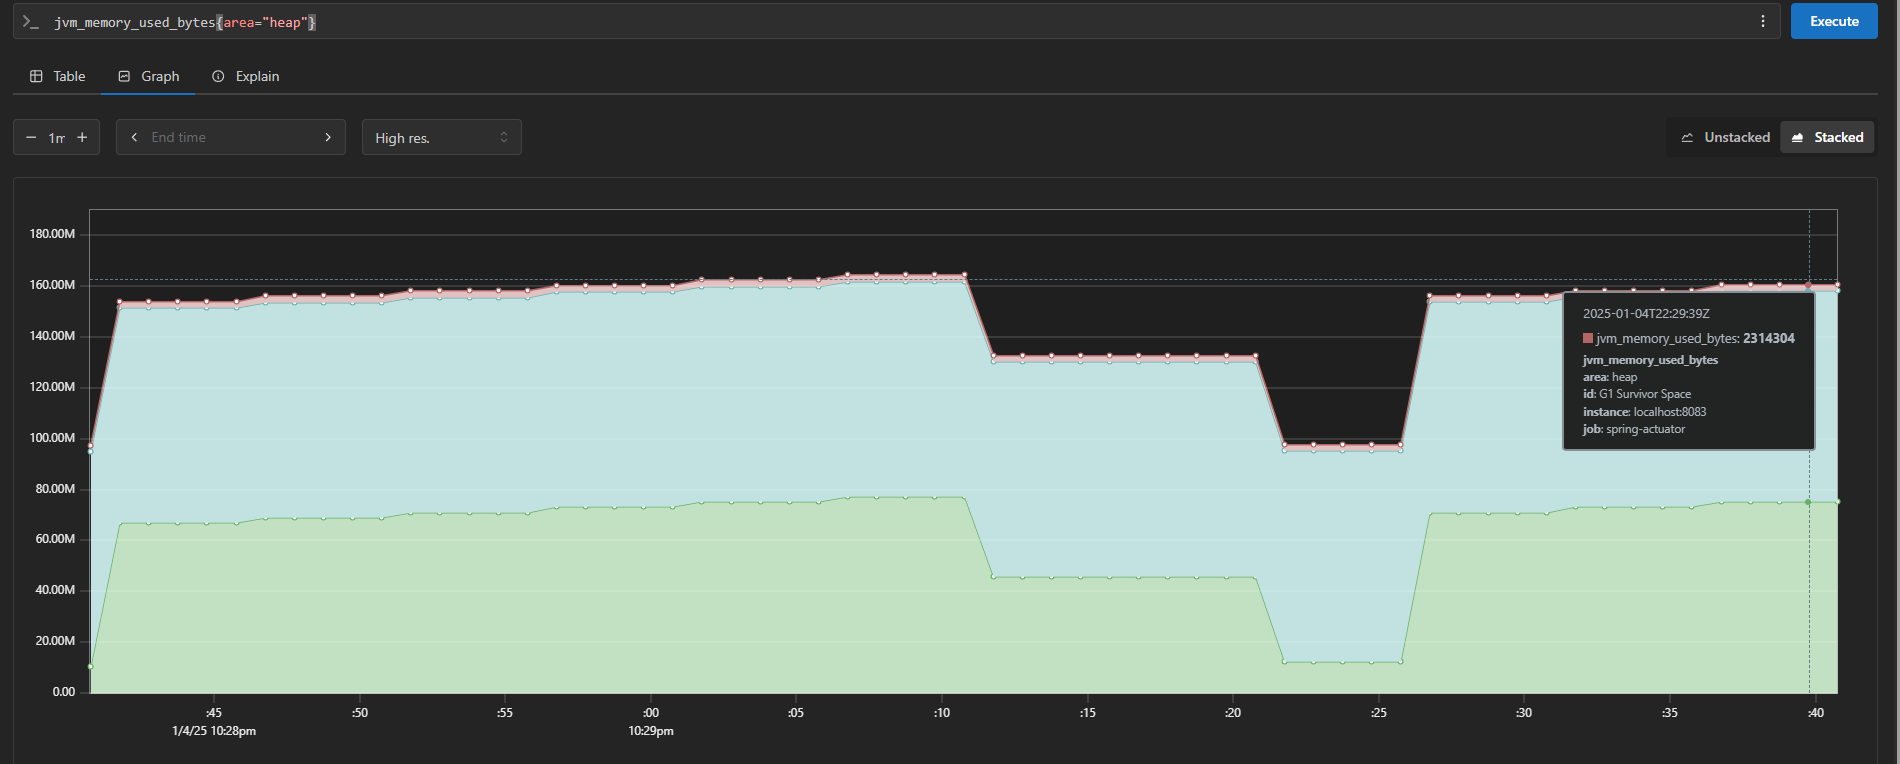 >_ jvm_memory_used_bytes{area="heap"}
Execute
Table Graph Explain
− 1m + < End time > High res. Unstacked Stacked
180.00M
160.00M
140.00M
120.00M
100.00M
80.00M
60.00M
40.00M
20.00M
0.00
2025-01-04T22:29:39Z
jvm_memory_used_bytes: 2314304
jvm_memory_used_bytes
area: heap
id: G1 Survivor Space
instance: localhost:8083
job: spring-actuator
:45 :50 :55 :00 :05 :10 :15 :20 :25 :30 :35 :40
1/4/25 10:28pm 10:29pm